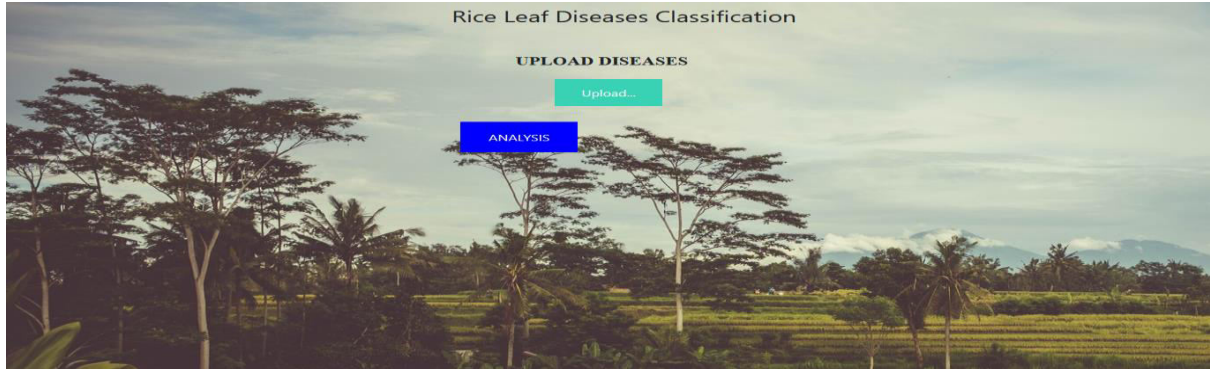 Rice Leaf Diseases Classification
UPLOAD DISEASES
Upload...
ANALYSIS